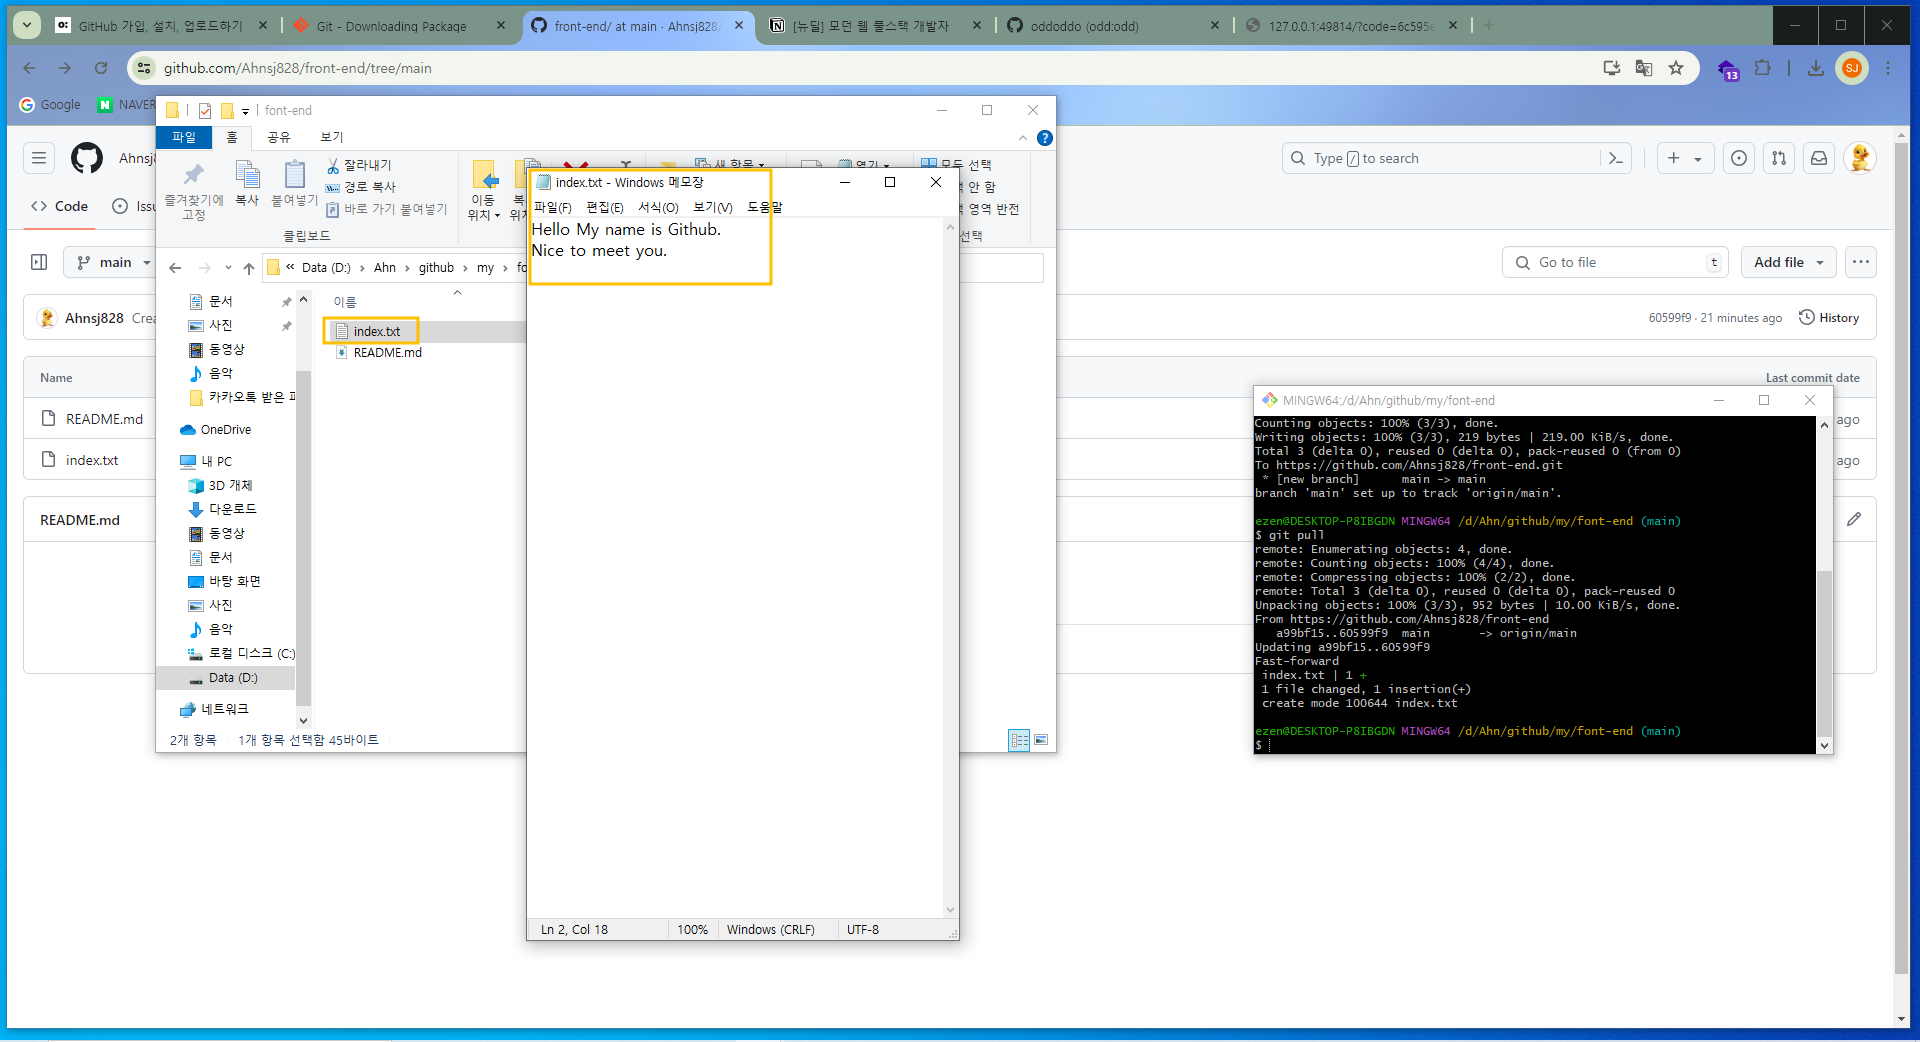 GitHub 가입, 설치, 업로드하기
Git - Downloading Package
front-end/ at main · Ahnsj828/
[뉴딜] 모던 웹 풀스택 개발자
oddoddo (odd:odd)
127.0.0.1:49814/?code=6c595e
github.com/Ahnsj828/front-end/tree/main
13
SJ
Google
NAVER
font-end
파일
홈
공유
보기
Ahnsj8
Type / to search
Code
Issu
즐겨찾기에
고정
복사
붙여넣기
잘라내기
경로 복사
바로 가기 붙여넣기
클립보드
이동
위치
새 항목
열기
모두 선택
안 함
영역 반전
선택
index.txt - Windows 메모장
파일(F) 편집(E) 서식(O) 보기(V) 도움말
Hello My name is Github.
Nice to meet you.
Ln 2, Col 18
100%
Windows (CRLF)
UTF-8
« Data (D:) › Ahn › github › my › fo
문서
사진
동영상
음악
카카오톡 받은 파
OneDrive
내 PC
3D 개체
다운로드
동영상
문서
바탕 화면
사진
음악
로컬 디스크 (C:)
Data (D:)
네트워크
이름
index.txt
README.md
2개 항목
1개 항목 선택함 45바이트
main
Go to file
t
Add file
Ahnsj828 Crea
60599f9 · 21 minutes ago
History
Name
Last commit date
README.md
ago
index.txt
ago
README.md
MINGW64:/d/Ahn/github/my/font-end
Counting objects: 100% (3/3), done.
Writing objects: 100% (3/3), 219 bytes | 219.00 KiB/s, done.
Total 3 (delta 0), reused 0 (delta 0), pack-reused 0 (from 0)
To https://github.com/Ahnsj828/front-end.git
* [new branch] main -> main
branch 'main' set up to track 'origin/main'.
ezen@DESKTOP-P8IBGDN MINGW64 /d/Ahn/github/my/font-end (main)
$ git pull
remote: Enumerating objects: 4, done.
remote: Counting objects: 100% (4/4), done.
remote: Compressing objects: 100% (2/2), done.
remote: Total 3 (delta 0), reused 0 (delta 0), pack-reused 0
Unpacking objects: 100% (3/3), 952 bytes | 10.00 KiB/s, done.
From https://github.com/Ahnsj828/front-end
a99bf15..60599f9 main -> origin/main
Updating a99bf15..60599f9
Fast-forward
index.txt | 1 +
1 file changed, 1 insertion(+)
create mode 100644 index.txt
ezen@DESKTOP-P8IBGDN MINGW64 /d/Ahn/github/my/font-end (main)
$